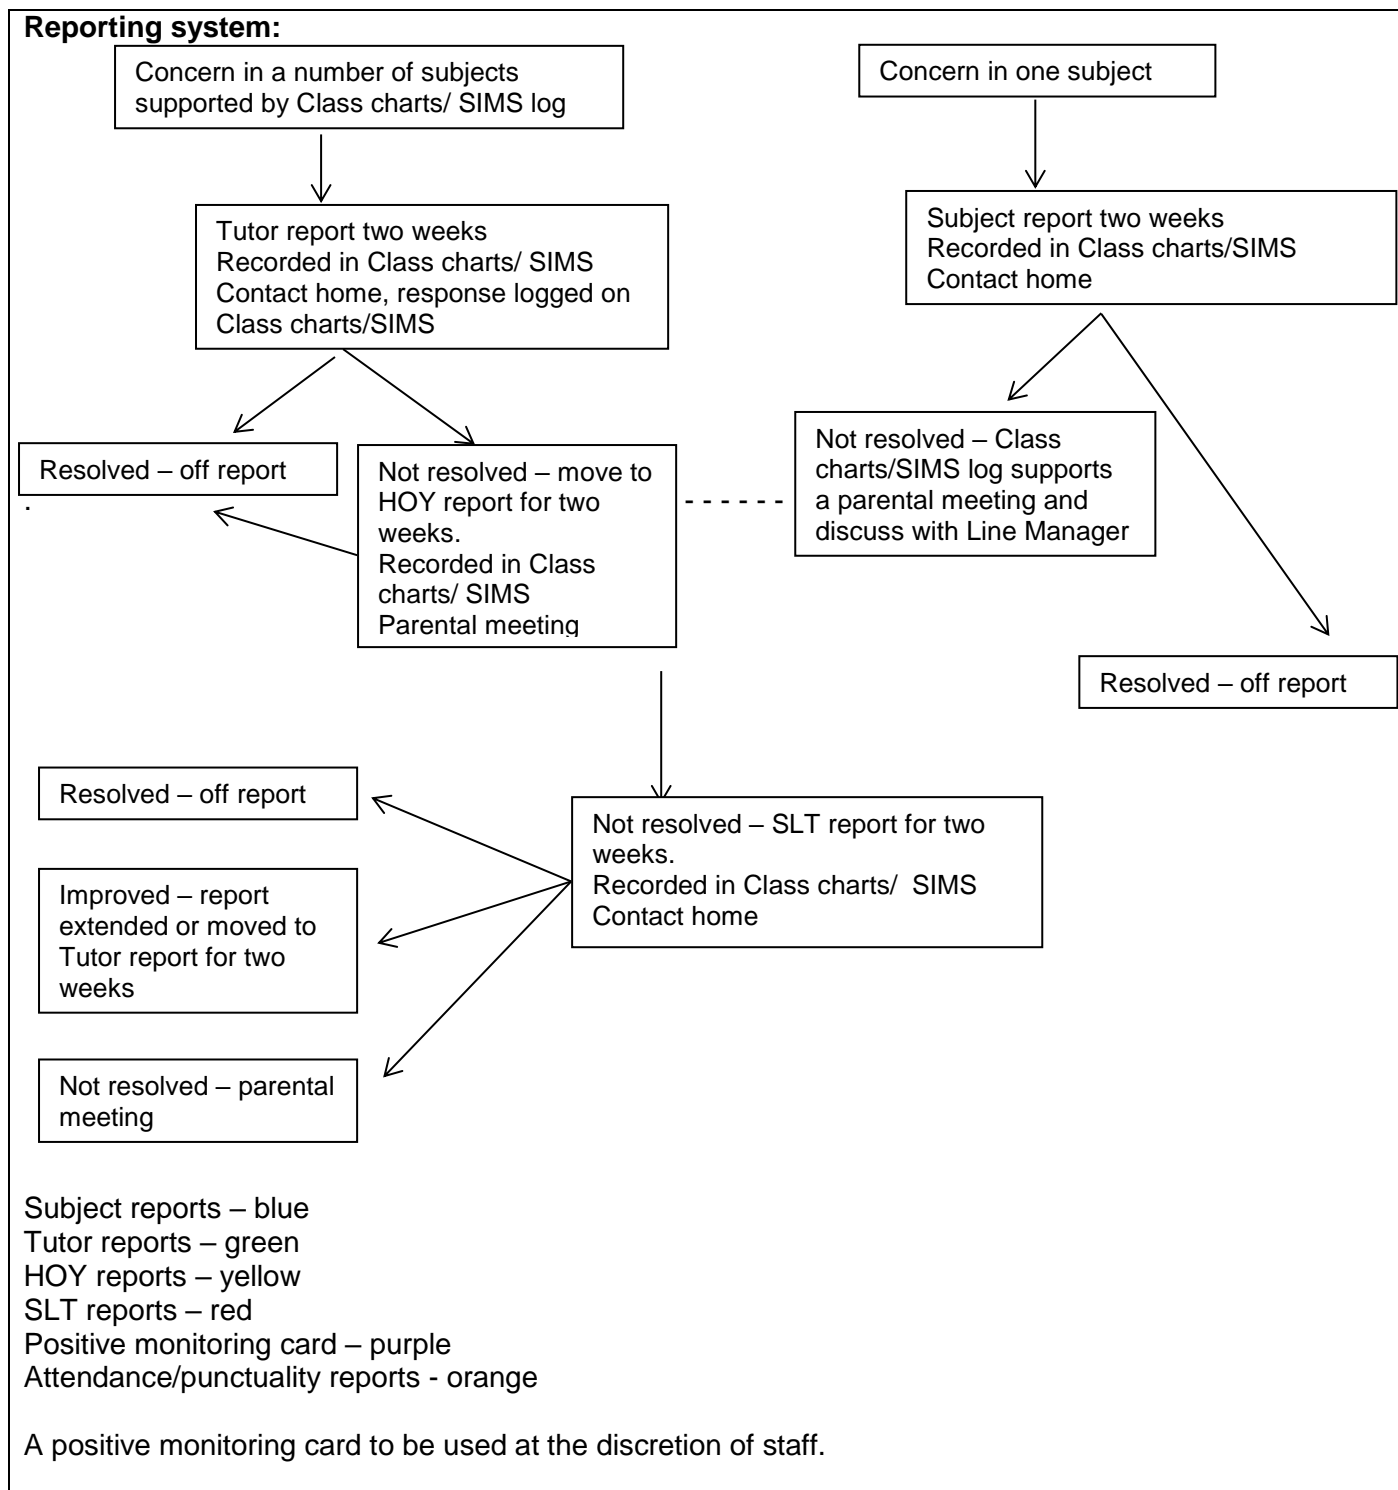 Reporting system:
Concern in a number of subjects
supported by Class charts/ SIMS log
Concern in one subject
Tutor report two weeks
Recorded in Class charts/ SIMS
Contact home, response logged on
Class charts/SIMS
Subject report two weeks
Recorded in Class charts/SIMS
Contact home
Resolved – off report
.
Not resolved – move to
HOY report for two
weeks.
Recorded in Class
charts/ SIMS
Parental meeting
- - - - - -
Not resolved – Class
charts/SIMS log supports
a parental meeting and
discuss with Line Manager
Resolved – off report
Resolved – off report
Not resolved – SLT report for two
weeks.
Recorded in Class charts/  SIMS
Contact home
Improved – report
extended or moved to
Tutor report for two
weeks
Not resolved – parental
meeting
Subject reports – blue
Tutor reports – green
HOY reports – yellow
SLT reports – red
Positive monitoring card – purple
Attendance/punctuality reports - orange
A positive monitoring card to be used at the discretion of staff.